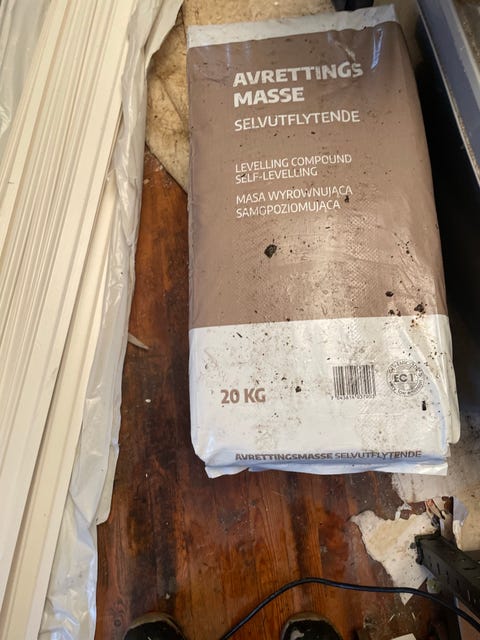 AVRETTINGS
MASSE
SELVUTFLYTENDE
LEVELLING COMPOUND
SELF-LEVELLING
MASA WYRÓWNUJĄCA
SAMOPOZIOMUJĄCA
20 KG
EC 1
AVRETTINGSMASSE SELVUTFLYTENDE